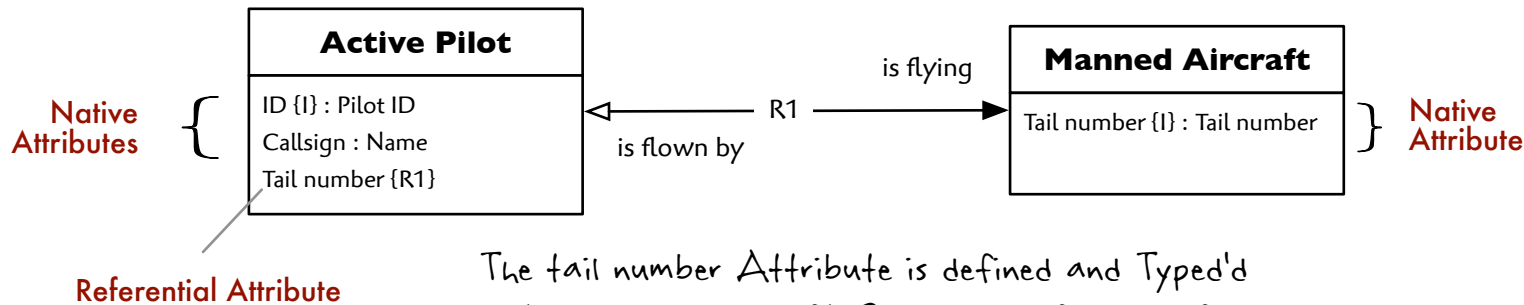 Active Pilot
ID {I} : Pilot ID
Callsign : Name
Tail number {R1}
Native
Attributes
is flying
R1
is flown by
Manned Aircraft
Tail number {I} : Tail number
Native
Attribute
Referential Attribute
The tail number Attribute is defined and Typed'd